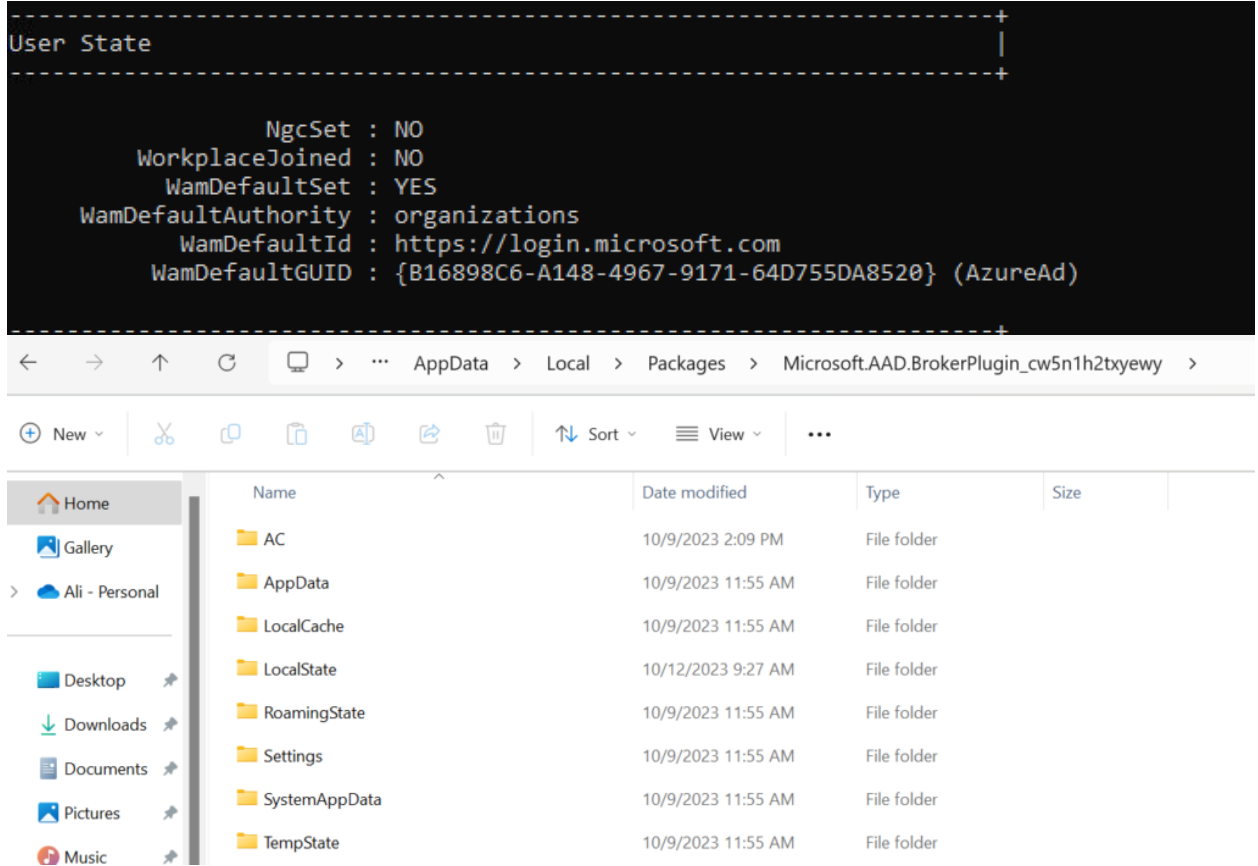 -----------------------------------------------------------------------+
User State |
-----------------------------------------------------------------------+
NgcSet : NO
WorkplaceJoined : NO
WamDefaultSet : YES
WamDefaultAuthority : organizations
WamDefaultId : https://login.microsoft.com
WamDefaultGUID : {B16898C6-A148-4967-9171-64D755DA8520} (AzureAd)
-----------------------------------------------------------------------+
> ... AppData > Local > Packages > Microsoft.AAD.BrokerPlugin_cw5n1h2txyewy >
New Sort View ...
Name Date modified Type Size
Home
Gallery
Ali - Personal
Desktop
Downloads
Documents
Pictures
Music
AC 10/9/2023 2:09 PM File folder
AppData 10/9/2023 11:55 AM File folder
LocalCache 10/9/2023 11:55 AM File folder
LocalState 10/12/2023 9:27 AM File folder
RoamingState 10/9/2023 11:55 AM File folder
Settings 10/9/2023 11:55 AM File folder
SystemAppData 10/9/2023 11:55 AM File folder
TempState 10/9/2023 11:55 AM File folder